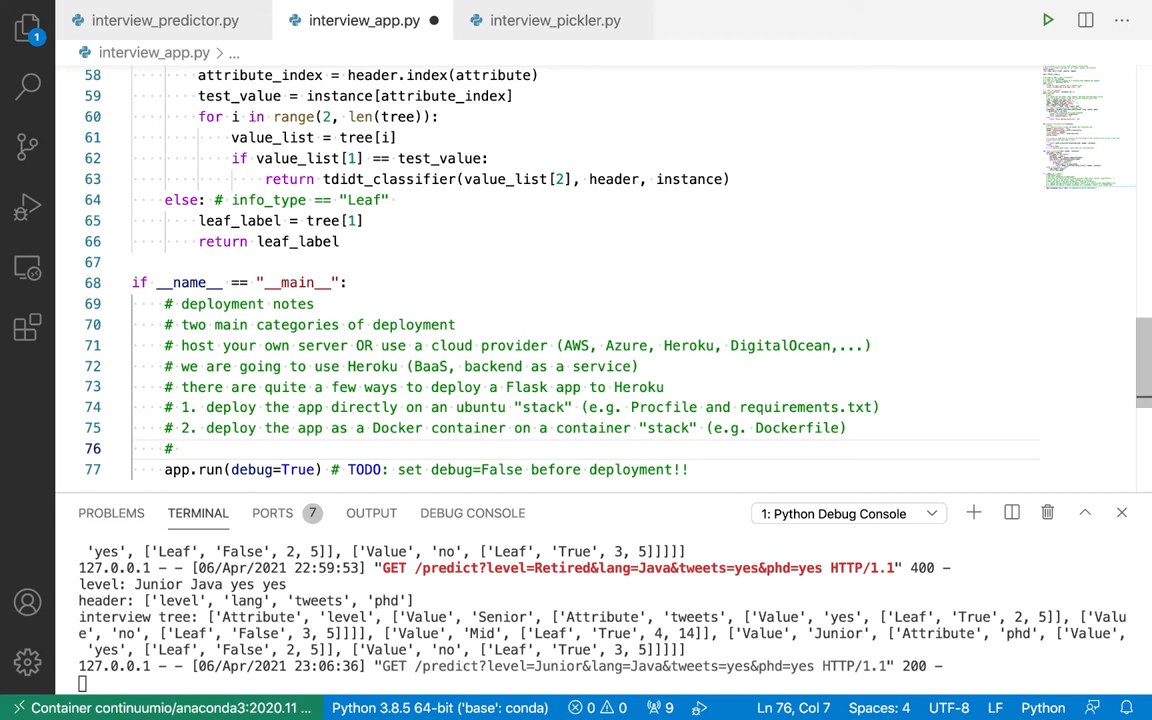 interview_predictor.py
interview_app.py
interview_pickler.py
1
interview_app.py > ...
58 attribute_index = header.index(attribute)
59 test_value = instance[attribute_index]
60 for i in range(2, len(tree)):
61 value_list = tree[i]
62 if value_list[1] == test_value:
63 return tdidt_classifier(value_list[2], header, instance)
64 else: # info_type == "Leaf"
65 leaf_label = tree[1]
66 return leaf_label
67
68 if __name__ == "__main__":
69 # deployment notes
70 # two main categories of deployment
71 # host your own server OR use a cloud provider (AWS, Azure, Heroku, DigitalOcean,...)
72 # we are going to use Heroku (BaaS, backend as a service)
73 # there are quite a few ways to deploy a Flask app to Heroku
74 # 1. deploy the app directly on an ubuntu "stack" (e.g. Procfile and requirements.txt)
75 # 2. deploy the app as a Docker container on a container "stack" (e.g. Dockerfile)
76 #
77 app.run(debug=True) # TODO: set debug=False before deployment!!
PROBLEMS TERMINAL PORTS 7 OUTPUT DEBUG CONSOLE 1: Python Debug Console
'yes', ['Leaf', 'False', 2, 5]], ['Value', 'no', ['Leaf', 'True', 3, 5]]]]]
127.0.0.1 - - [06/Apr/2021 22:59:53] "GET /predict?level=Retired&lang=Java&tweets=yes&phd=yes HTTP/1.1" 400 -
level: Junior Java yes yes
header: ['level', 'lang', 'tweets', 'phd']
interview tree: ['Attribute', 'level', ['Value', 'Senior', ['Attribute', 'tweets', ['Value', 'yes', ['Leaf', 'True', 2, 5]], ['Valu
e', 'no', ['Leaf', 'False', 3, 5]]]], ['Value', 'Mid', ['Leaf', 'True', 4, 14]], ['Value', 'Junior', ['Attribute', 'phd', ['Value',
'yes', ['Leaf', 'False', 2, 5]], ['Value', 'no', ['Leaf', 'True', 3, 5]]]]]
127.0.0.1 - - [06/Apr/2021 23:06:36] "GET /predict?level=Junior&lang=Java&tweets=yes&phd=yes HTTP/1.1" 200 -
Container continuumio/anaconda3:2020.11 ... Python 3.8.5 64-bit ('base': conda) 0 0 9 Ln 76, Col 7 Spaces: 4 UTF-8 LF Python